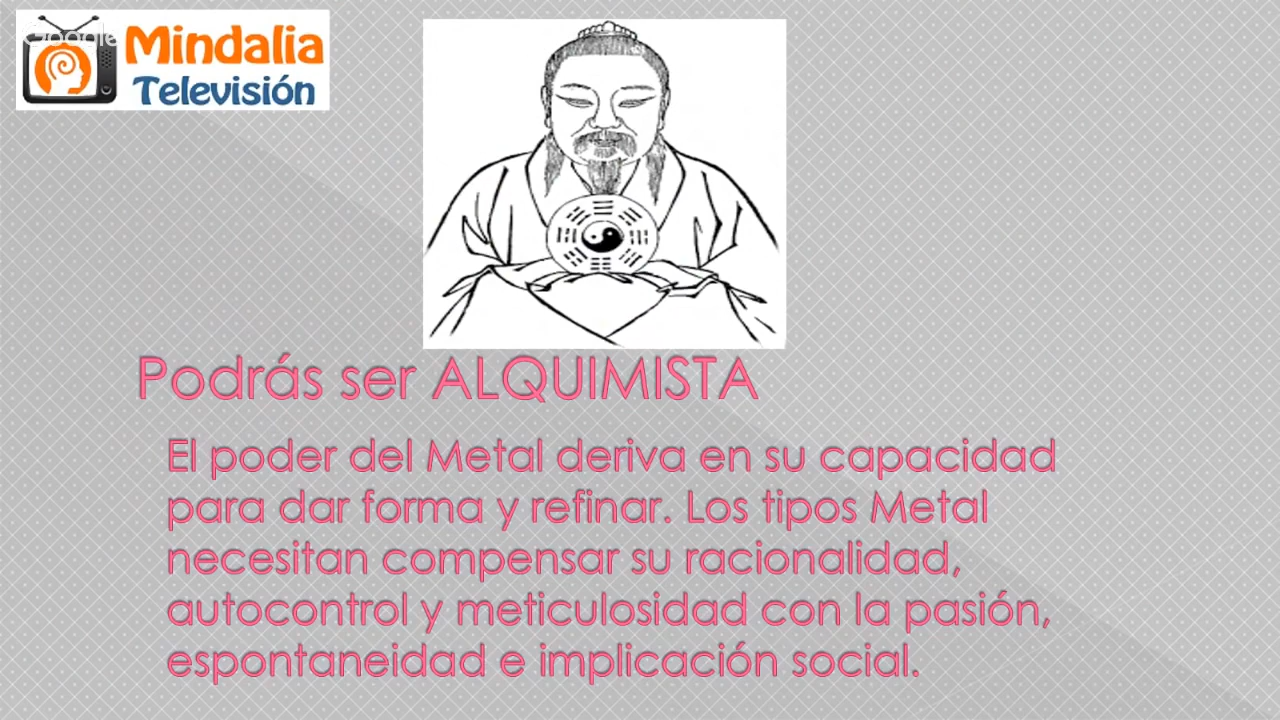 Google
Mindalia
Televisión
Podrás ser ALQUIMISTA
El poder del Metal deriva en su capacidad
para dar forma y refinar. Los tipos Metal
necesitan compensar su racionalidad,
autocontrol y meticulosidad con la pasión,
espontaneidad e implicación social.